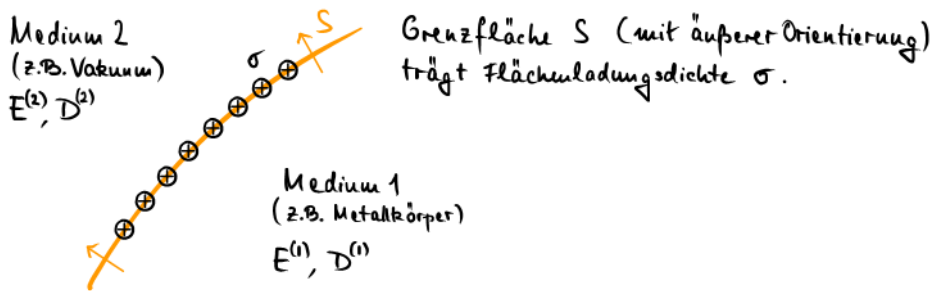 Medium 2
(z.B. Vakuum)
E⁽²⁾, D⁽²⁾
σ
S
Grenzfläche S (mit äußerer Orientierung)
trägt Flächenladungsdichte σ.
Medium 1
(z.B. Metallkörper)
E⁽¹⁾, D⁽¹⁾